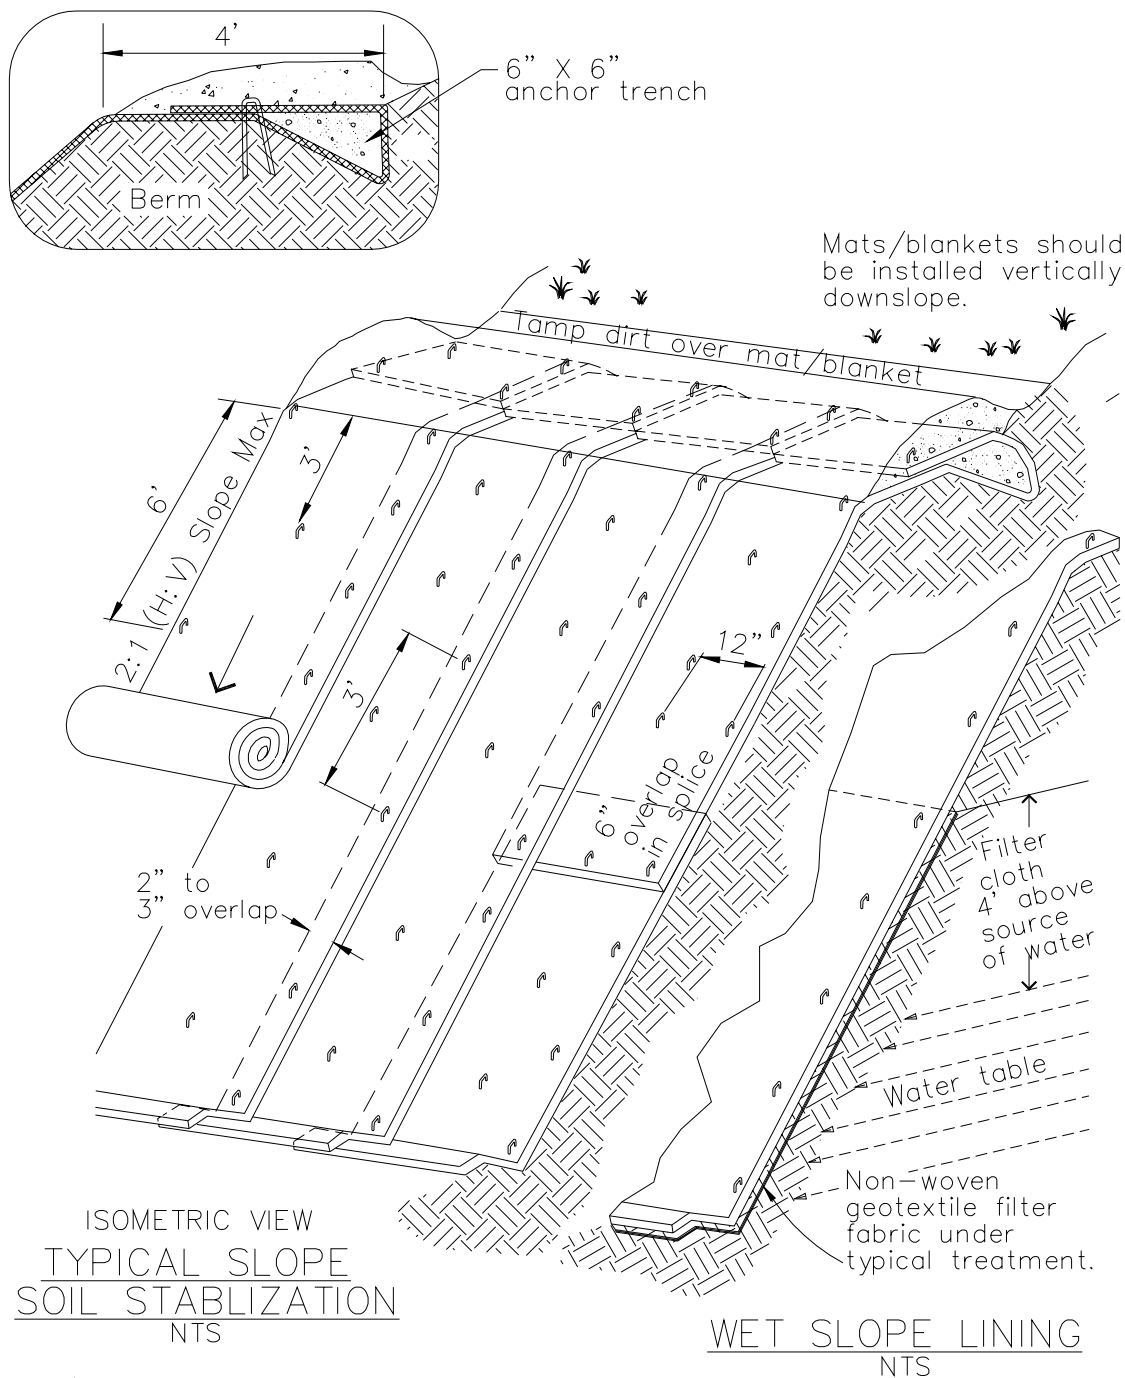 4'
6" X 6"
anchor trench
Berm
Mats/blankets should
be installed vertically
downslope.
Tamp dirt over mat/blanket
6'
2:1 (H:V) Slope Max
3'
12"
3'
6"
overlap
in splice
2" to
3" overlap
Filter
cloth
4' above
source
of water
Water table
Non-woven
geotextile filter
fabric under
typical treatment.
ISOMETRIC VIEW
TYPICAL SLOPE
SOIL STABLIZATION
NTS
WET SLOPE LINING
NTS